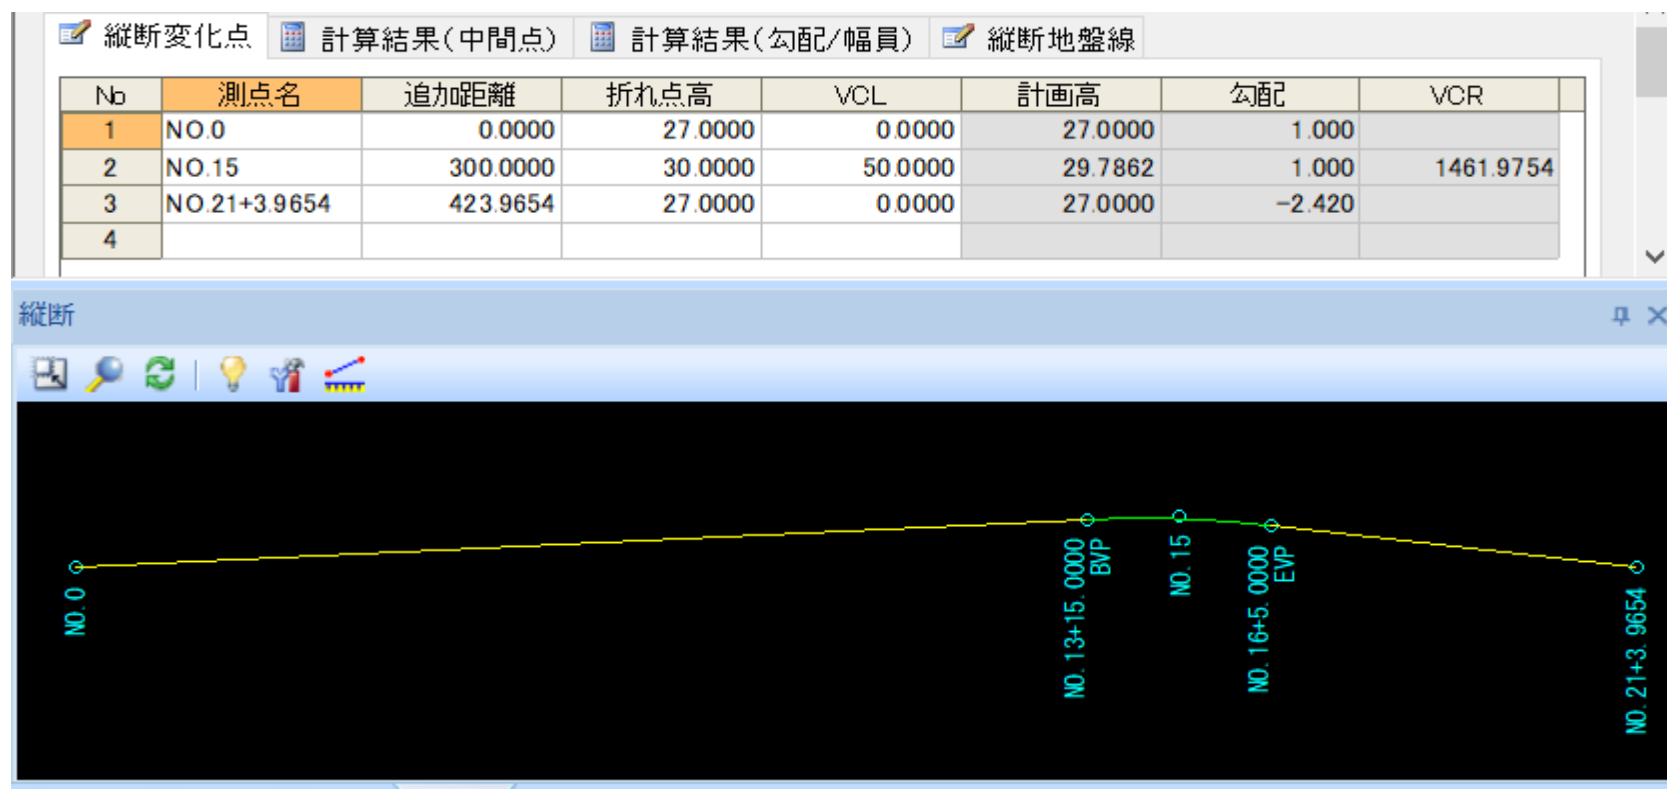 縦断変化点 計算結果(中間点) 計算結果(勾配/幅員) 縦断地盤線
No 測点名 追加距離 折れ点高 VCL 計画高 勾配 VCR
1 NO.0 0.0000 27.0000 0.0000 27.0000 1.000
2 NO.15 300.0000 30.0000 50.0000 29.7862 1.000 1461.9754
3 NO.21+3.9654 423.9654 27.0000 0.0000 27.0000 -2.420
4
縦断
NO.0
NO.13+15.0000
BVP
NO.15
NO.16+5.0000
EVP
NO.21+3.9654